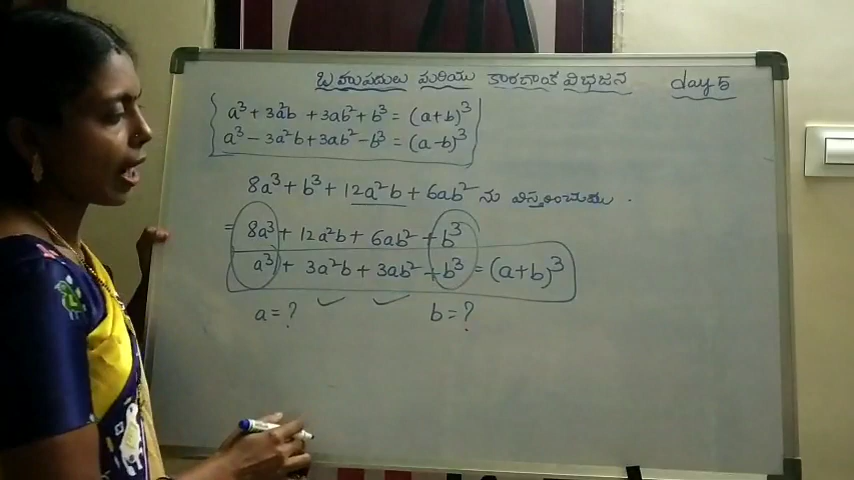 బహుపదులు మరియు కారణాంక విభజన day 5
a³ + 3a²b + 3ab² + b³ = (a+b)³
a³ - 3a²b + 3ab² - b³ = (a-b)³
8a³ + b³ + 12a²b + 6ab² ను విస్తరించుము.
= 8a³ + 12a²b + 6ab² + b³
a³ + 3a²b + 3ab² + b³ = (a+b)³
a = ? b = ?